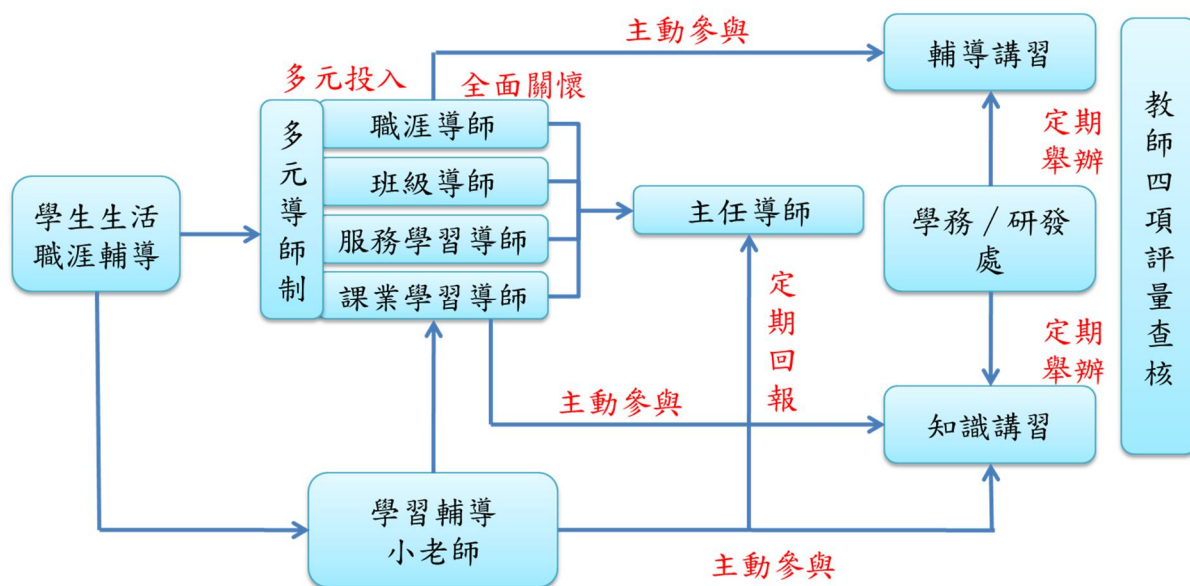 主動參與
輔導講習
多元投入
全面關懷
多元導師制
職涯導師
班級導師
服務學習導師
課業學習導師
定期
舉辦
教師四項評量查核
學生生活
職涯輔導
主任導師
學務/研發
處
定期回報
定期
舉辦
主動參與
知識講習
學習輔導
小老師
主動參與